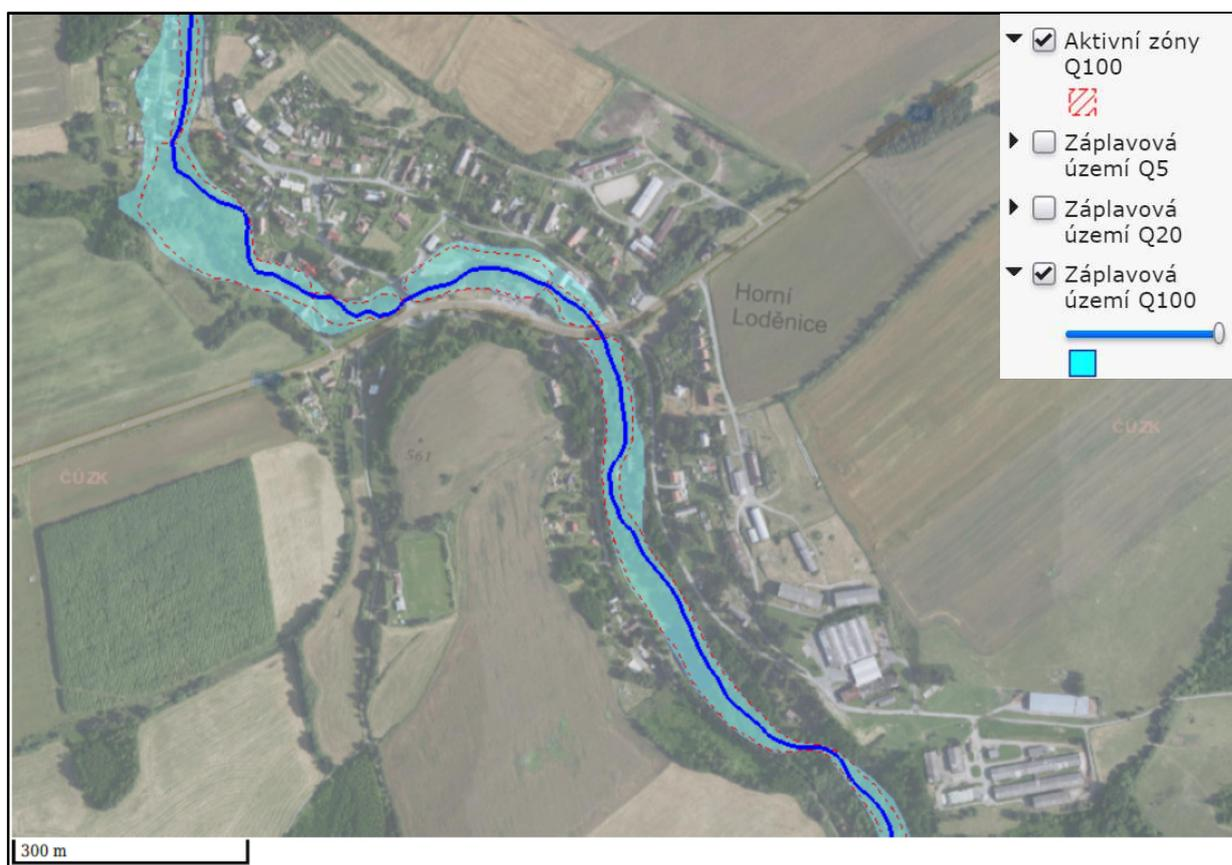 Aktivní zóny
Q100
Záplavová
území Q5
Záplavová
území Q20
Záplavová
území Q100
Horní
Loděnice
ČÚZK
561
ČÚZK
300 m